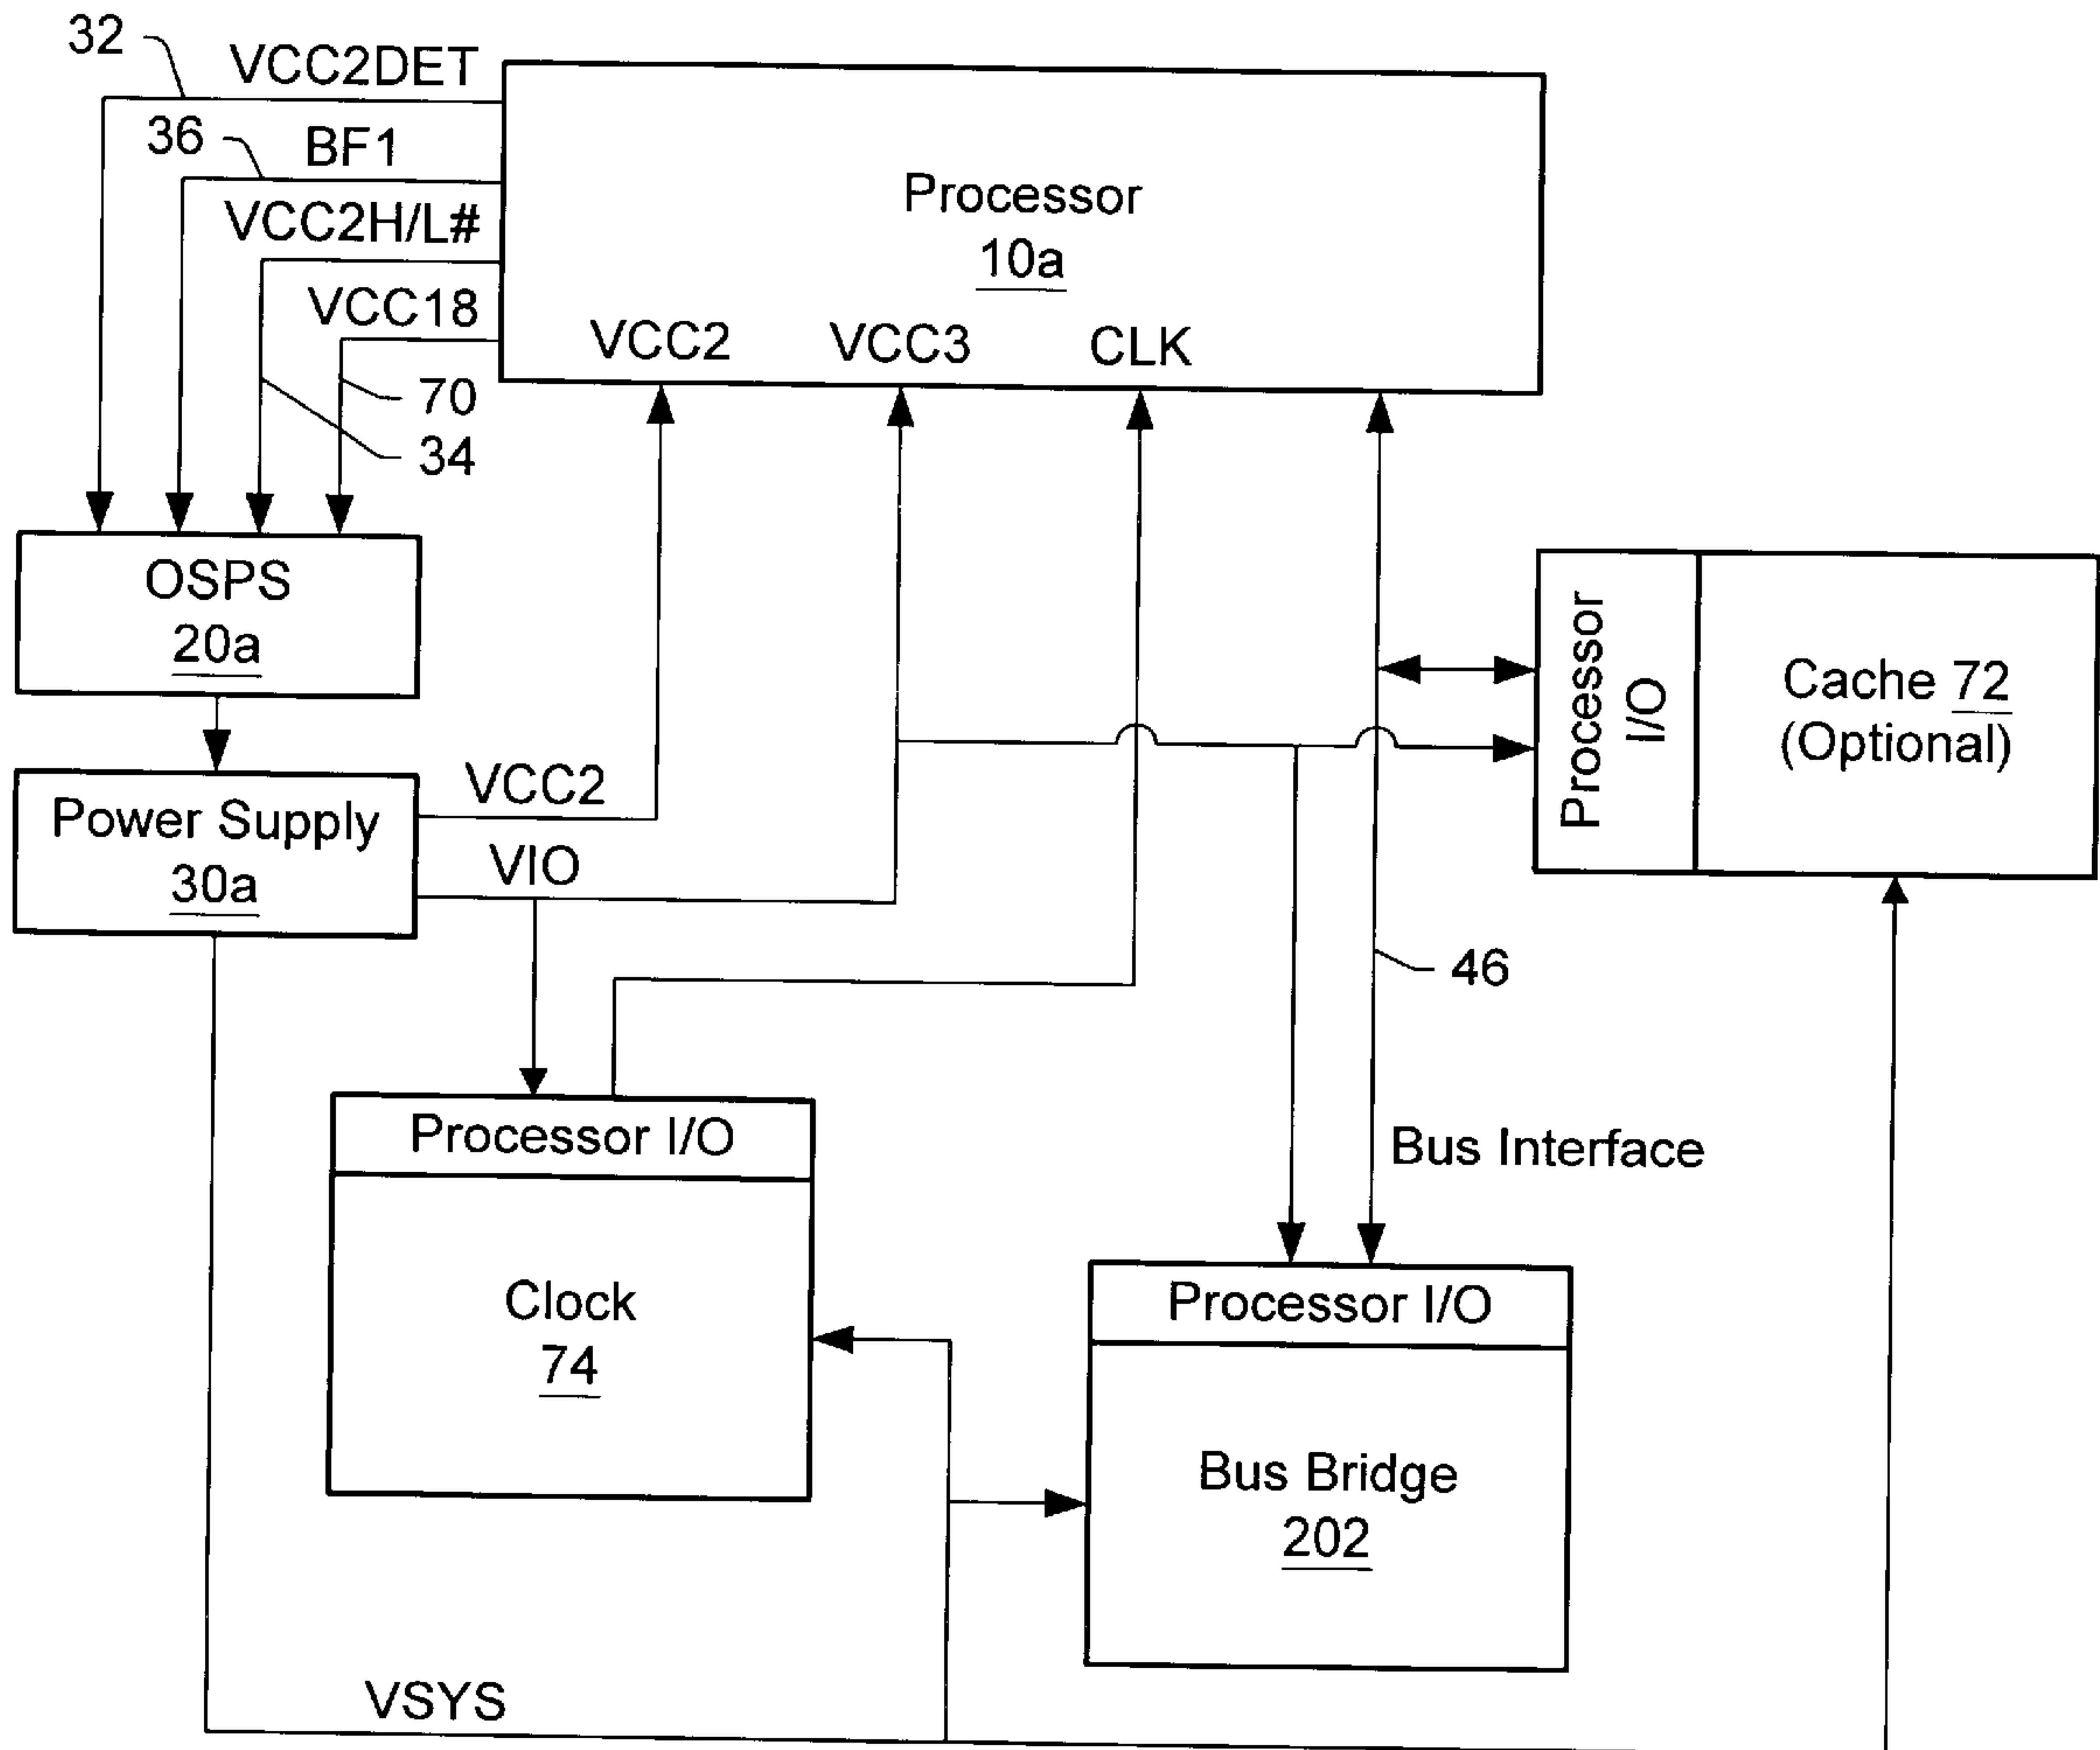 32
VCC2DET
36
BF1
VCC2H/L#
VCC18
70
34
Processor
10a
VCC2
VCC3
CLK
OSPS
20a
Power Supply
30a
VCC2
VIO
Processor
I/O
Cache 72
(Optional)
46
Bus Interface
Processor I/O
Clock
74
Processor I/O
Bus Bridge
202
VSYS